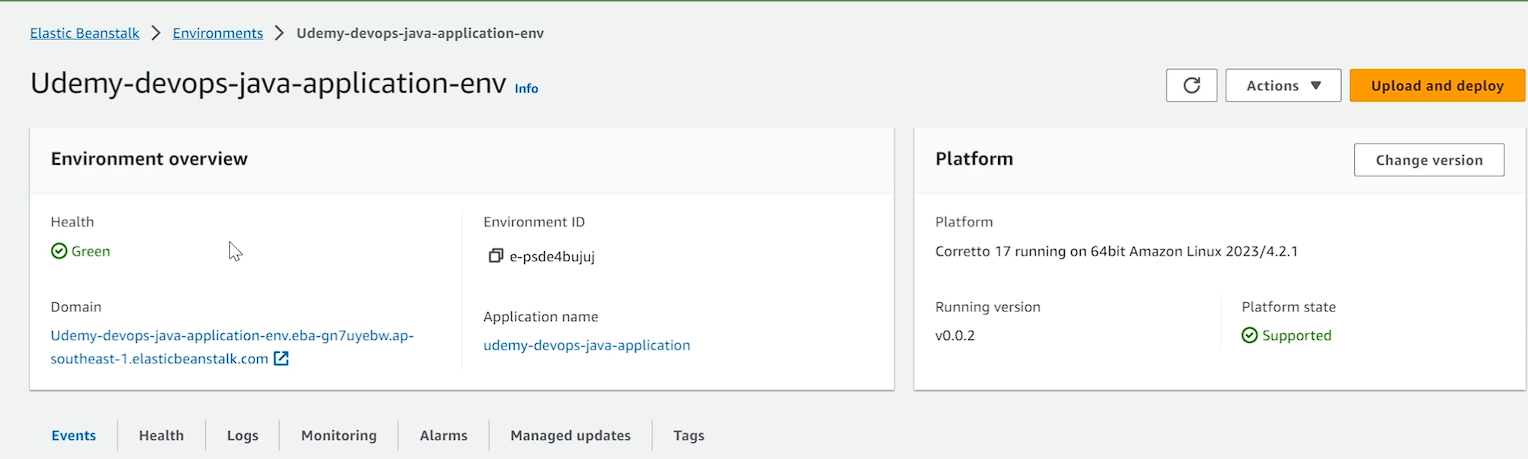 Elastic Beanstalk > Environments > Udemy-devops-java-application-env
Udemy-devops-java-application-env Info
Actions
Upload and deploy
Environment overview
Health
Green
Environment ID
e-psde4bujuj
Domain
Udemy-devops-java-application-env.eba-gn7uyebw.ap-
southeast-1.elasticbeanstalk.com
Application name
udemy-devops-java-application
Platform
Change version
Platform
Corretto 17 running on 64bit Amazon Linux 2023/4.2.1
Running version
v0.0.2
Platform state
Supported
Events Health Logs Monitoring Alarms Managed updates Tags